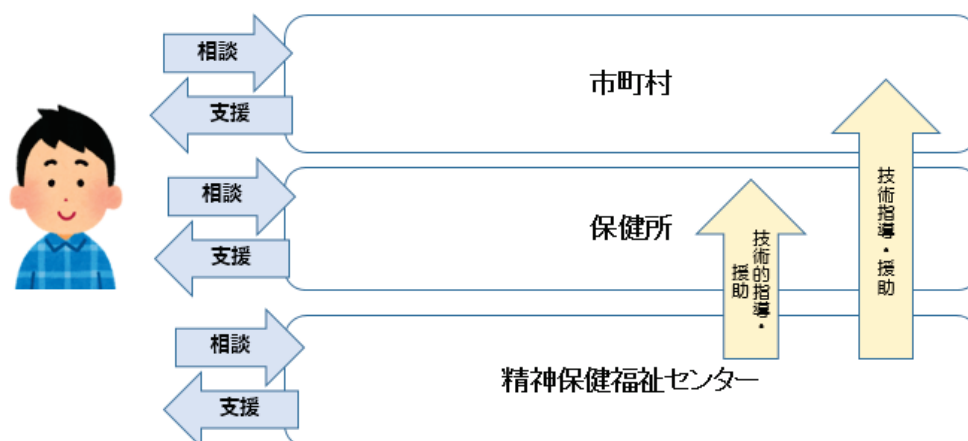 相談
市町村
支援
相談
保健所
支援
技術的指導・
援助
技術指導・援助
相談
精神保健福祉センター
支援